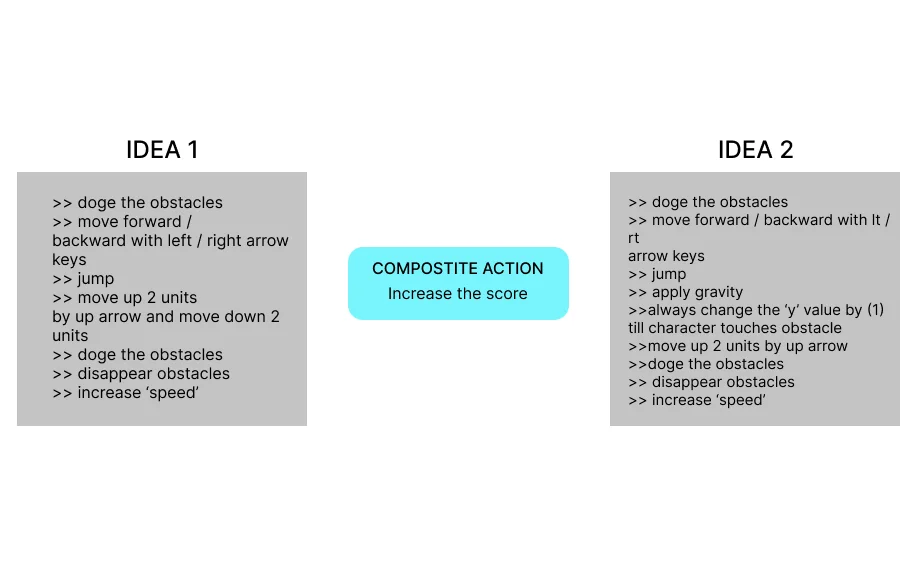 IDEA 1
>> doge the obstacles
>> move forward /
backward with left / right arrow
keys
>> jump
>> move up 2 units
by up arrow and move down 2
units
>> doge the obstacles
>> disappear obstacles
>> increase ‘speed’
COMPOSTITE ACTION
Increase the score
IDEA 2
>> doge the obstacles
>> move forward / backward with lt /
rt
arrow keys
>> jump
>> apply gravity
>>always change the ‘y’ value by (1)
till character touches obstacle
>>move up 2 units by up arrow
>>doge the obstacles
>> disappear obstacles
>> increase ‘speed’